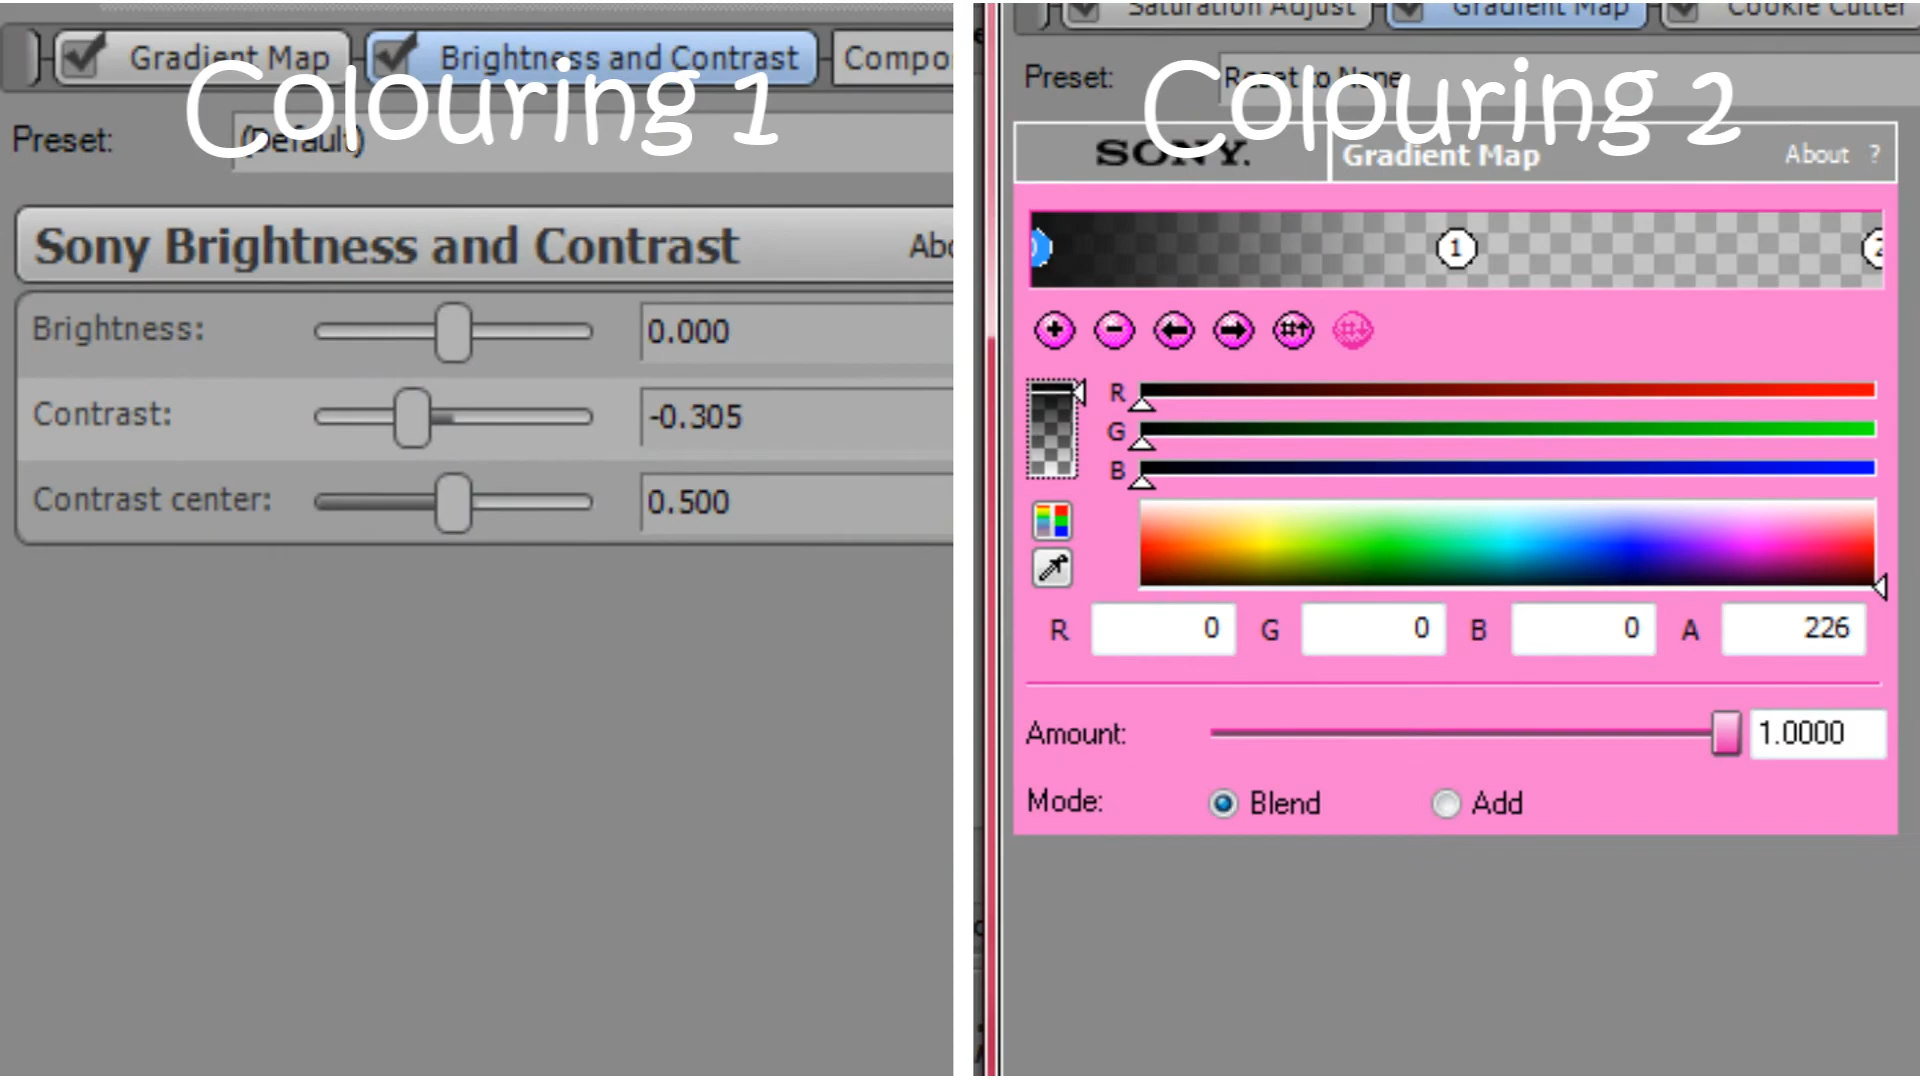 Colouring 1
Gradient Map
Brightness and Contrast
Compo
Preset:
(Default)
Sony Brightness and Contrast
Abo
Brightness:
0.000
Contrast:
-0.305
Contrast center:
0.500
Colouring 2
Saturation Adjust
Gradient Map
Cookie Cutter
Preset:
Reset to None
SONY.
Gradient Map
About ?
1
2
R
G
B
R 0 G 0 B 0 A 226
Amount:
1.0000
Mode:
Blend
Add